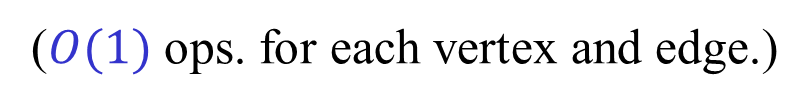 (O(1) ops. for each vertex and edge.)